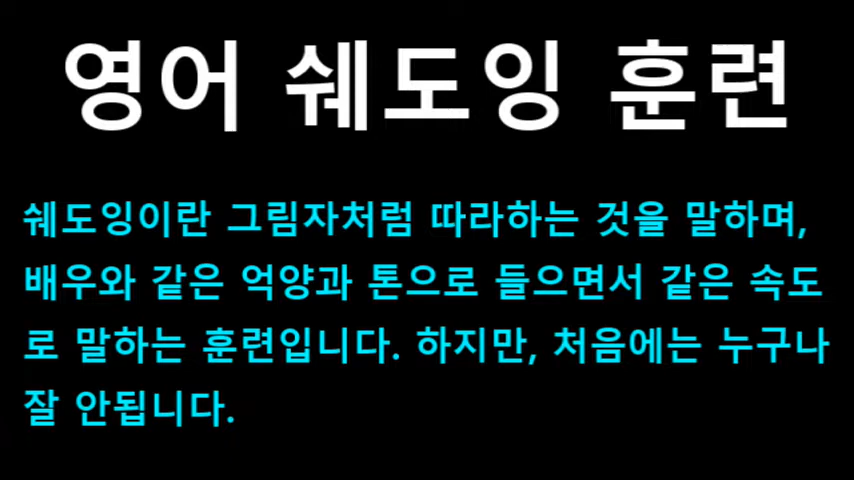 영어 쉐도잉 훈련
쉐도잉이란 그림자처럼 따라하는 것을 말하며,
배우와 같은 억양과 톤으로 들으면서 같은 속도
로 말하는 훈련입니다. 하지만, 처음에는 누구나
잘 안됩니다.